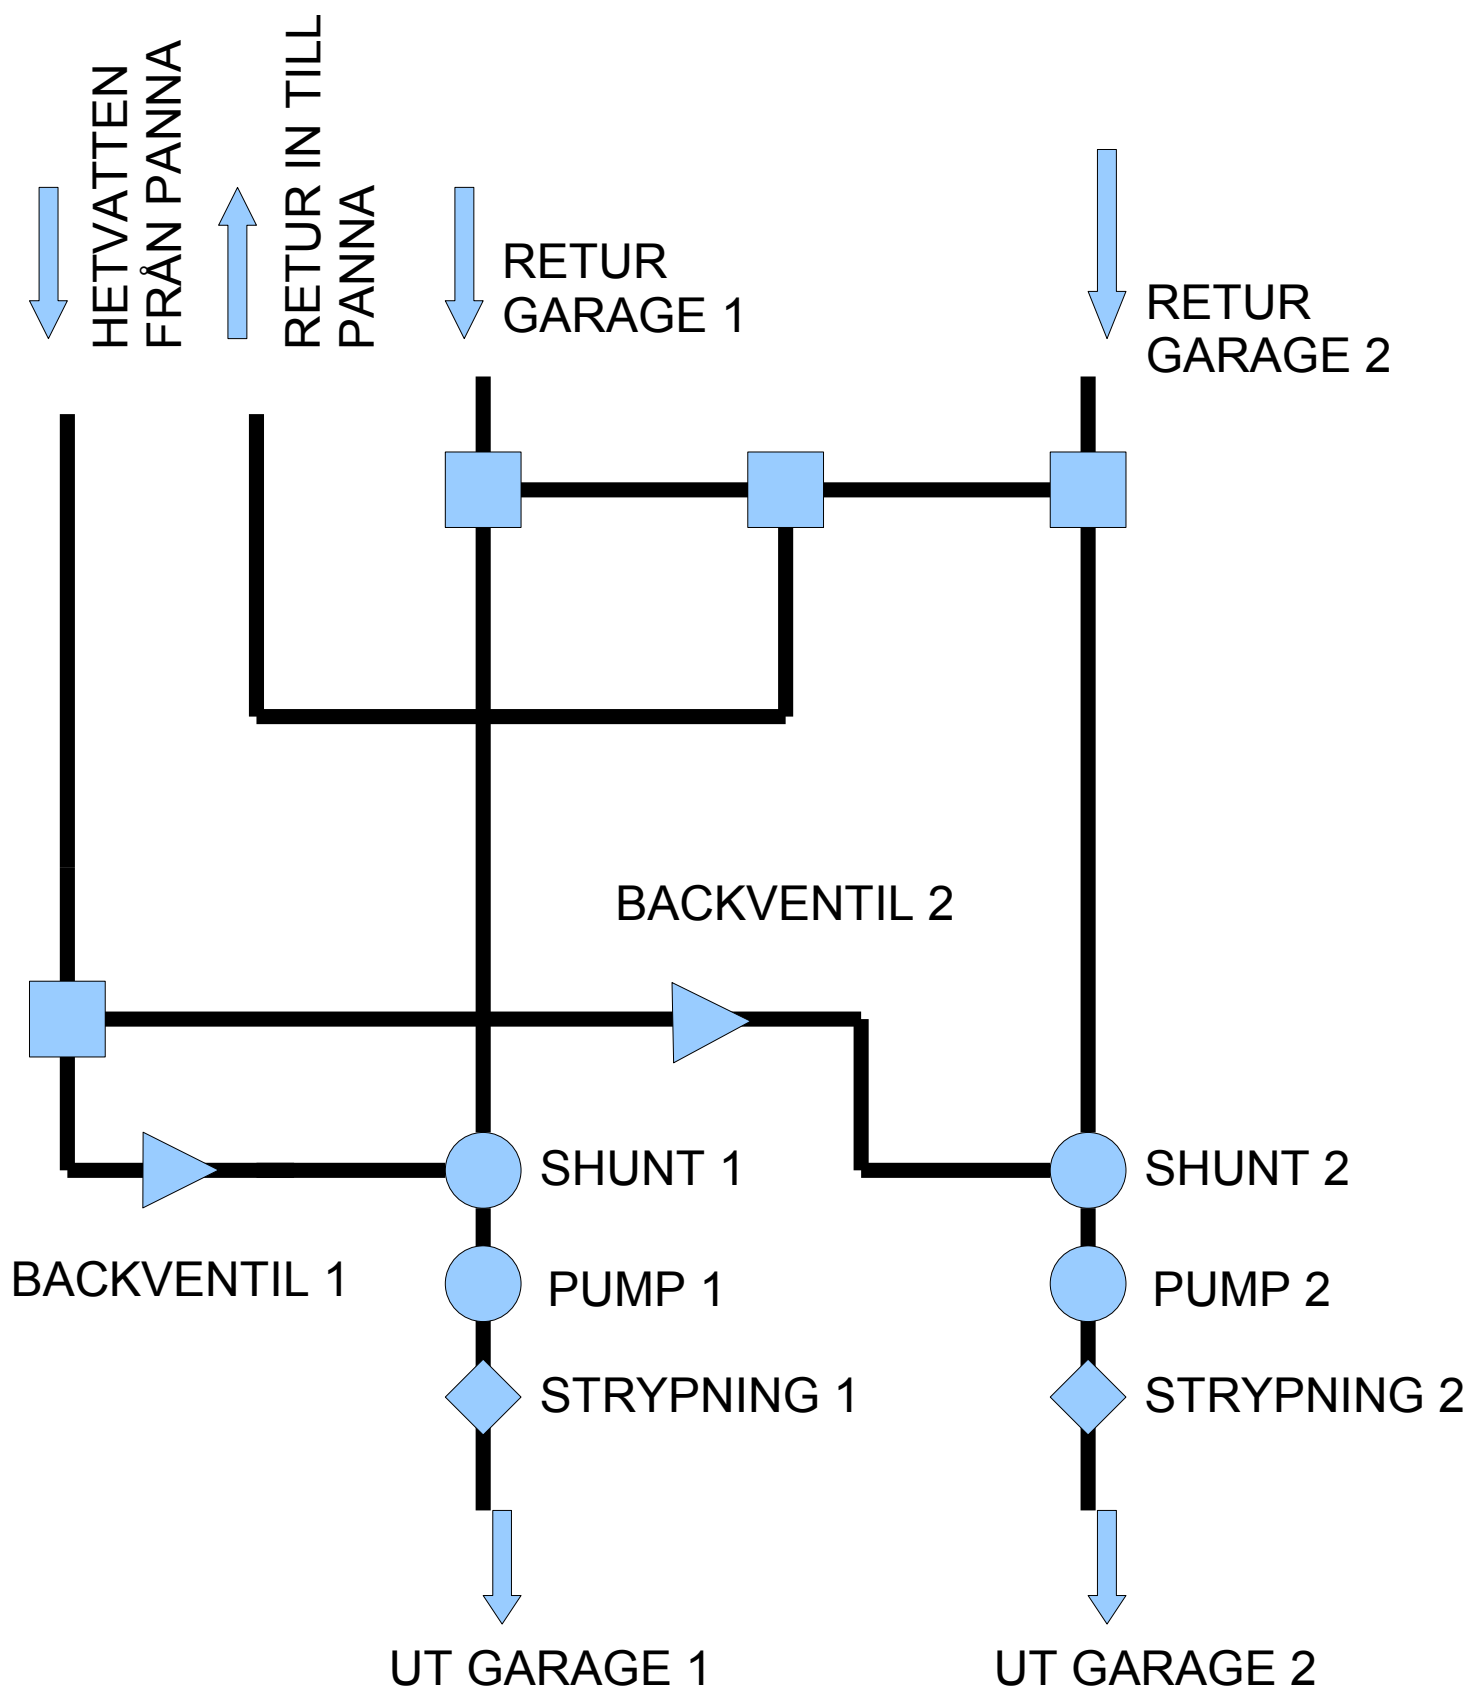 HETVATTEN
FRÅN PANNA
RETUR IN TILL
PANNA
RETUR
GARAGE 1
RETUR
GARAGE 2
BACKVENTIL 2
SHUNT 1
SHUNT 2
BACKVENTIL 1
PUMP 1
PUMP 2
STRYPNING 1
STRYPNING 2
UT GARAGE 1
UT GARAGE 2